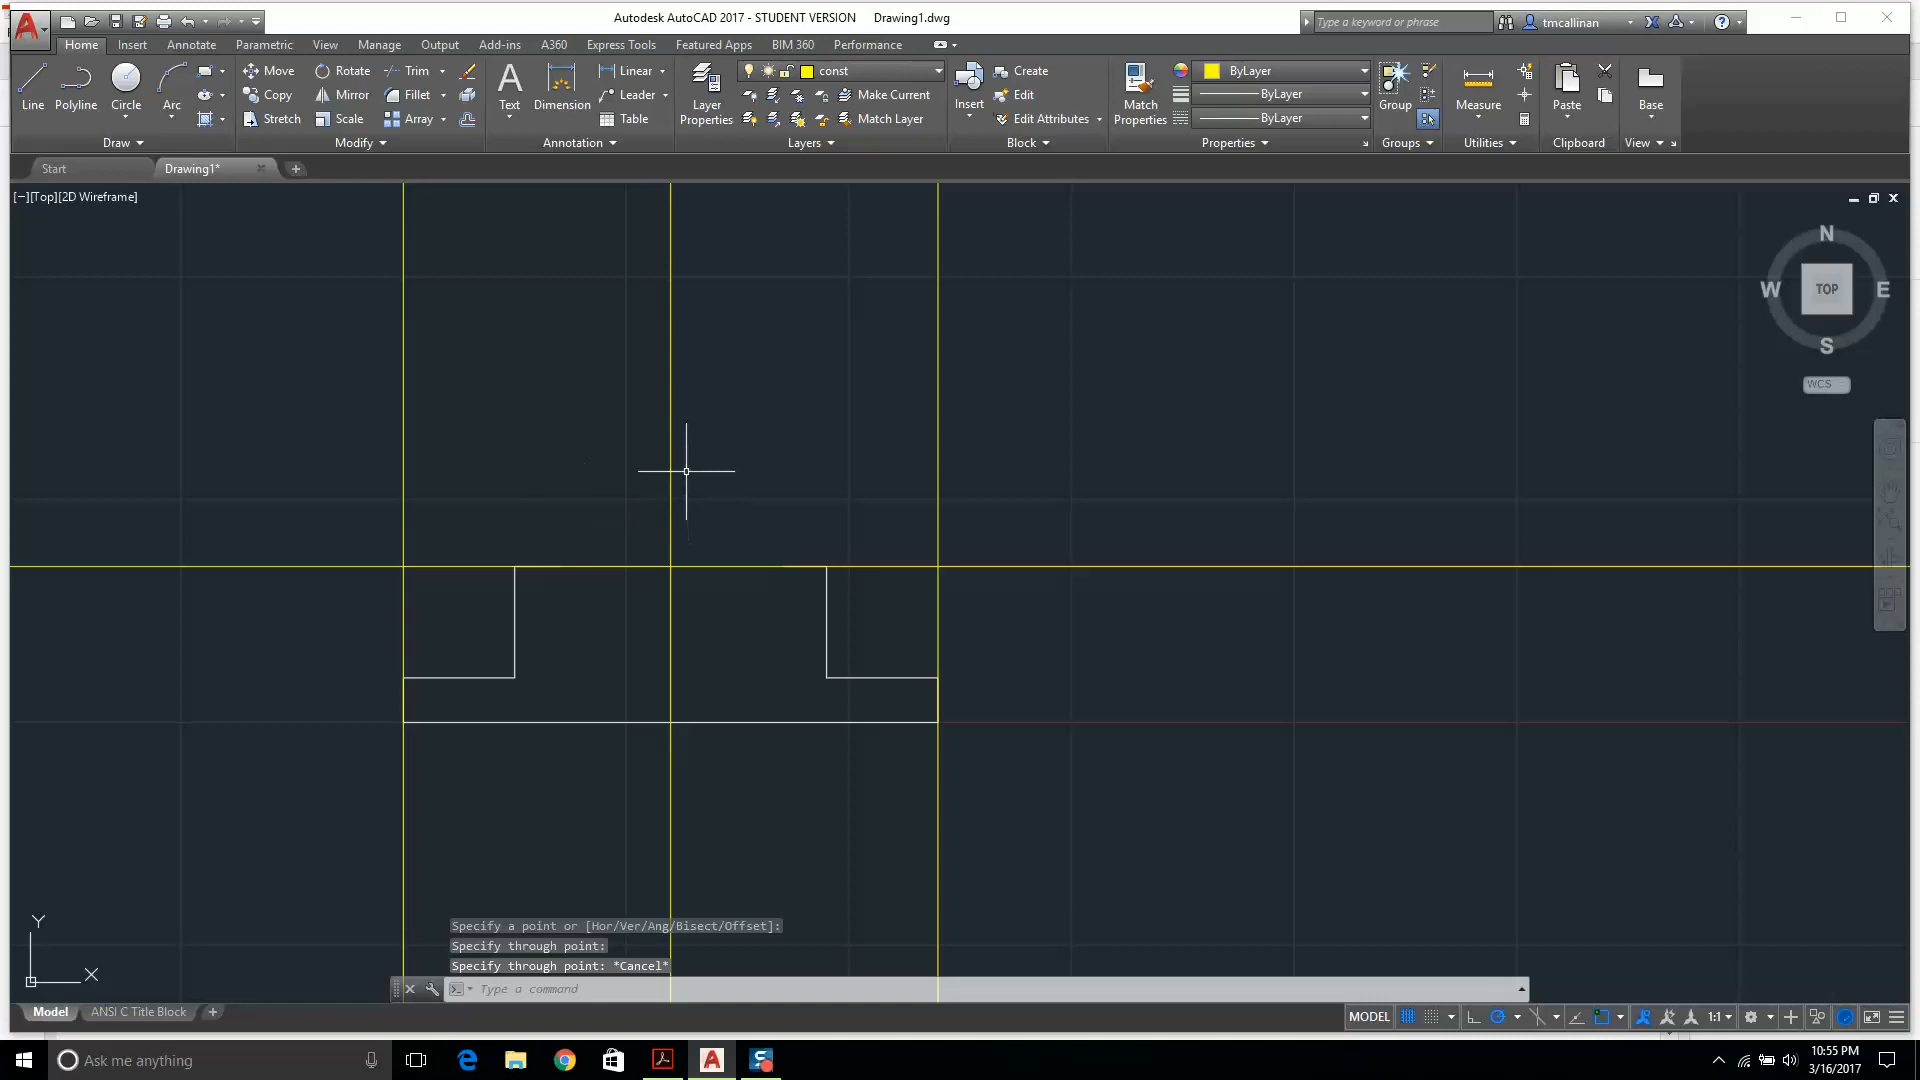 Autodesk AutoCAD 2017 - STUDENT VERSION Drawing1.dwg
Type a keyword or phrase
tmcallinan
Home Insert Annotate Parametric View Manage Output Add-ins A360 Express Tools Featured Apps BIM 360 Performance
Line Polyline Circle Arc
Move Rotate Trim
Copy Mirror Fillet
Stretch Scale Array
Text Dimension
Linear
Leader
Table
Layer Properties
const
Make Current
Match Layer
Insert
Create
Edit
Edit Attributes
Match Properties
ByLayer
ByLayer
ByLayer
Group
Measure
Paste
Base
Draw Modify Annotation Layers Block Properties Groups Utilities Clipboard View
Start Drawing1*
[−][Top][2D Wireframe]
N
W TOP E
S
WCS
Y
X
Specify a point or [Hor/Ver/Ang/Bisect/Offset]:
Specify through point:
Specify through point: *Cancel*
Type a command
Model ANSI C Title Block
MODEL 1:1
Ask me anything
10:55 PM
3/16/2017